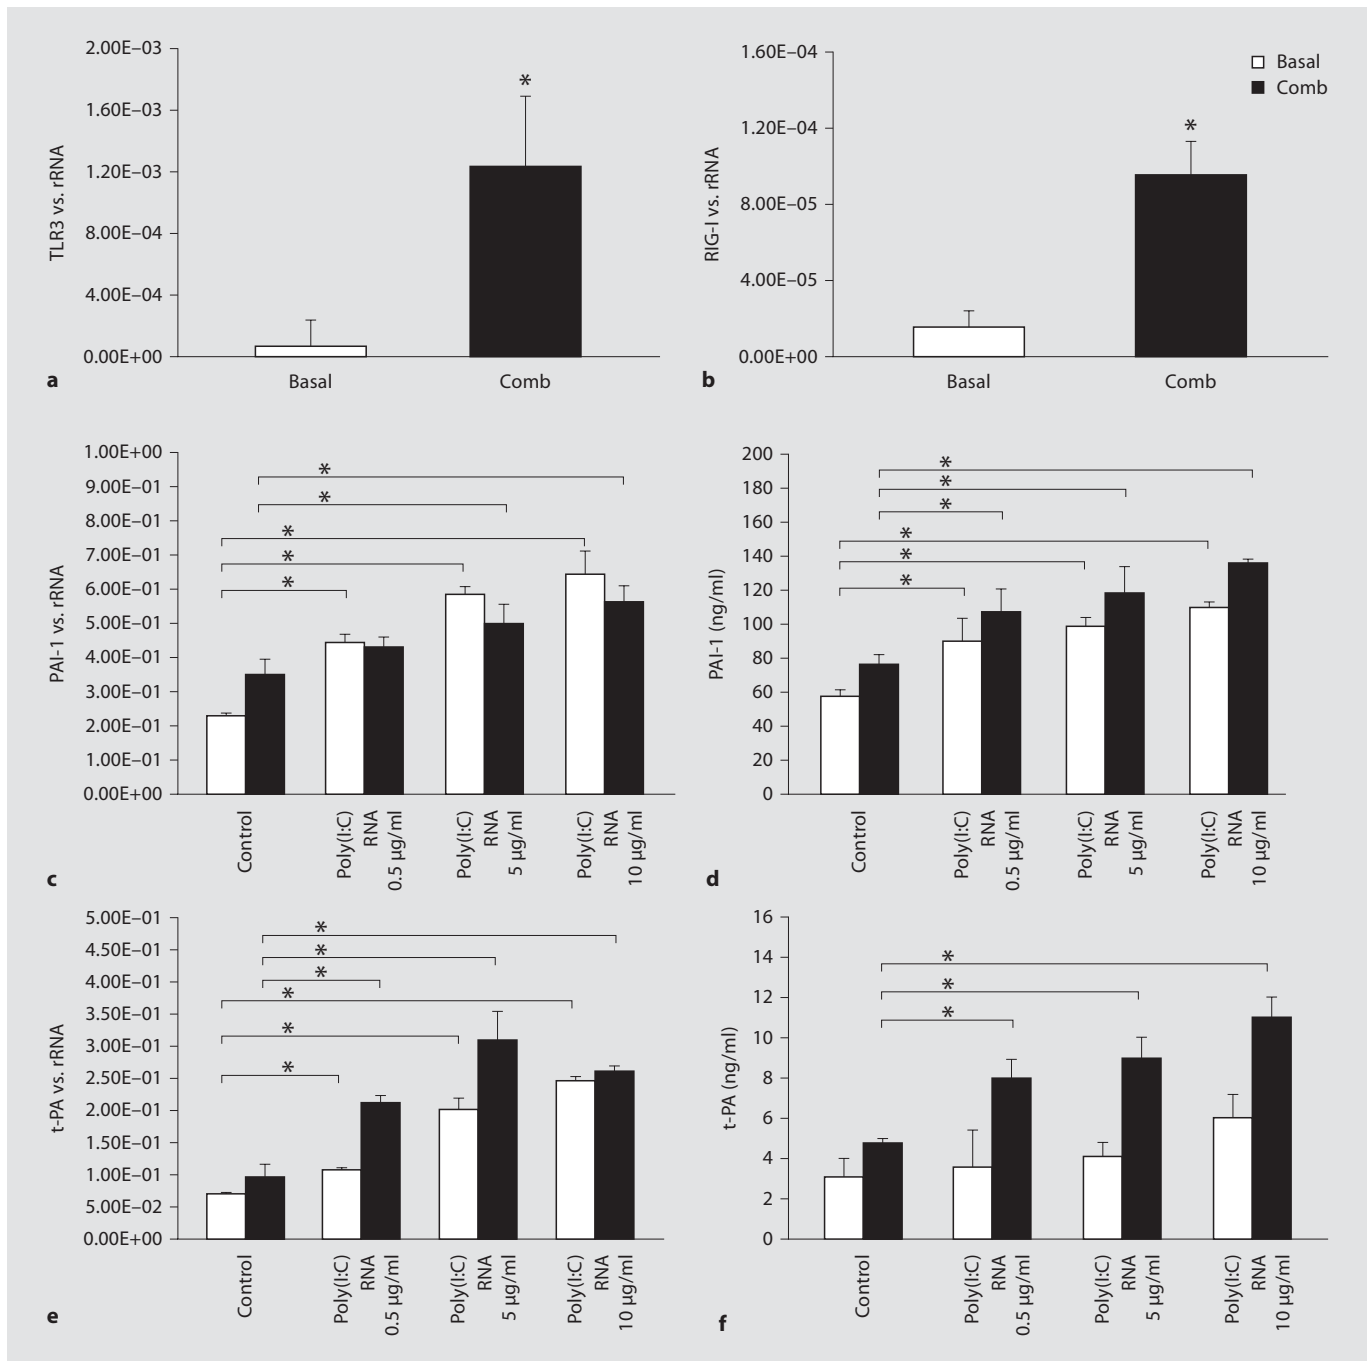 2.00E–03
1.60E–03
1.20E–03
8.00E–04
4.00E–04
0.00E+00
TLR3 vs. rRNA
*
Basal
Comb
a
1.60E–04
1.20E–04
8.00E–05
4.00E–05
0.00E+00
RIG-I vs. rRNA
*
Basal
Comb
Basal
Comb
b
1.00E+00
9.00E–01
8.00E–01
7.00E–01
6.00E–01
5.00E–01
4.00E–01
3.00E–01
2.00E–01
1.00E–01
0.00E+00
PAI-1 vs. rRNA
*
*
*
*
*
Control
Poly(I:C)
RNA
0.5 µg/ml
Poly(I:C)
RNA
5 µg/ml
Poly(I:C)
RNA
10 µg/ml
c
200
180
160
140
120
100
80
60
40
20
0
PAI-1 (ng/ml)
*
*
*
*
*
*
Control
Poly(I:C)
RNA
0.5 µg/ml
Poly(I:C)
RNA
5 µg/ml
Poly(I:C)
RNA
10 µg/ml
d
5.00E–01
4.50E–01
4.00E–01
3.50E–01
3.00E–01
2.50E–01
2.00E–01
1.50E–01
1.00E–01
5.00E–02
0.00E+00
t-PA vs. rRNA
*
*
*
*
*
*
Control
Poly(I:C)
RNA
0.5 µg/ml
Poly(I:C)
RNA
5 µg/ml
Poly(I:C)
RNA
10 µg/ml
e
16
14
12
10
8
6
4
2
0
t-PA (ng/ml)
*
*
*
Control
Poly(I:C)
RNA
0.5 µg/ml
Poly(I:C)
RNA
5 µg/ml
Poly(I:C)
RNA
10 µg/ml
f